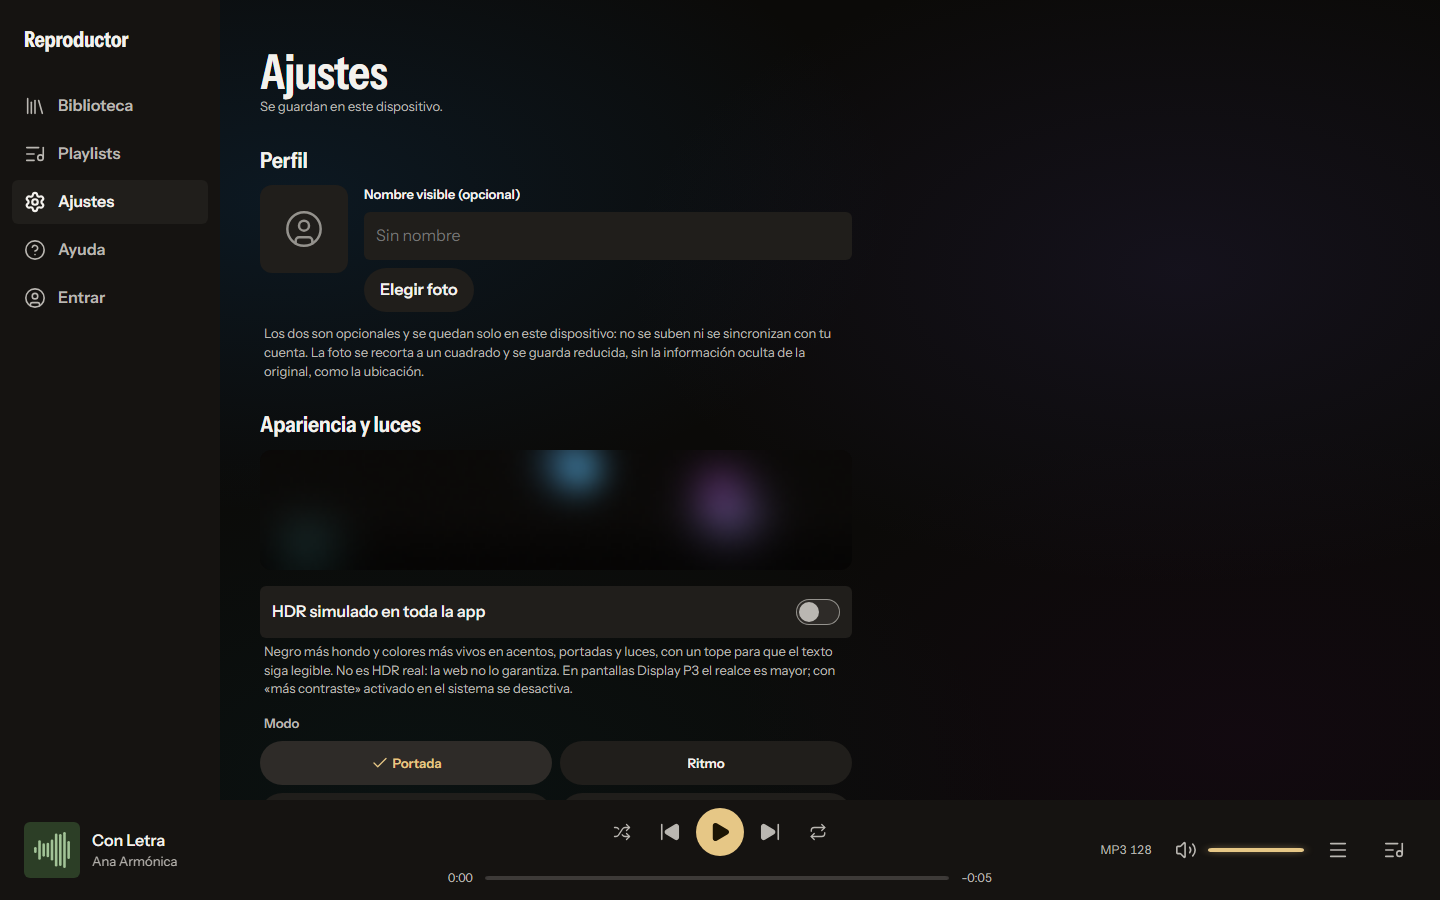 Reproductor
Biblioteca
Playlists
Ajustes
Ayuda
Entrar
Ajustes
Se guardan en este dispositivo.
Perfil
Nombre visible (opcional)
Sin nombre
Elegir foto
Los dos son opcionales y se quedan solo en este dispositivo: no se suben ni se sincronizan con tu
cuenta. La foto se recorta a un cuadrado y se guarda reducida, sin la información oculta de la
original, como la ubicación.
Apariencia y luces
HDR simulado en toda la app
Negro más hondo y colores más vivos en acentos, portadas y luces, con un tope para que el texto
siga legible. No es HDR real: la web no lo garantiza. En pantallas Display P3 el realce es mayor; con
«más contraste» activado en el sistema se desactiva.
Modo
Portada
Ritmo
Con Letra
Ana Armónica
0:00
-0:05
MP3 128